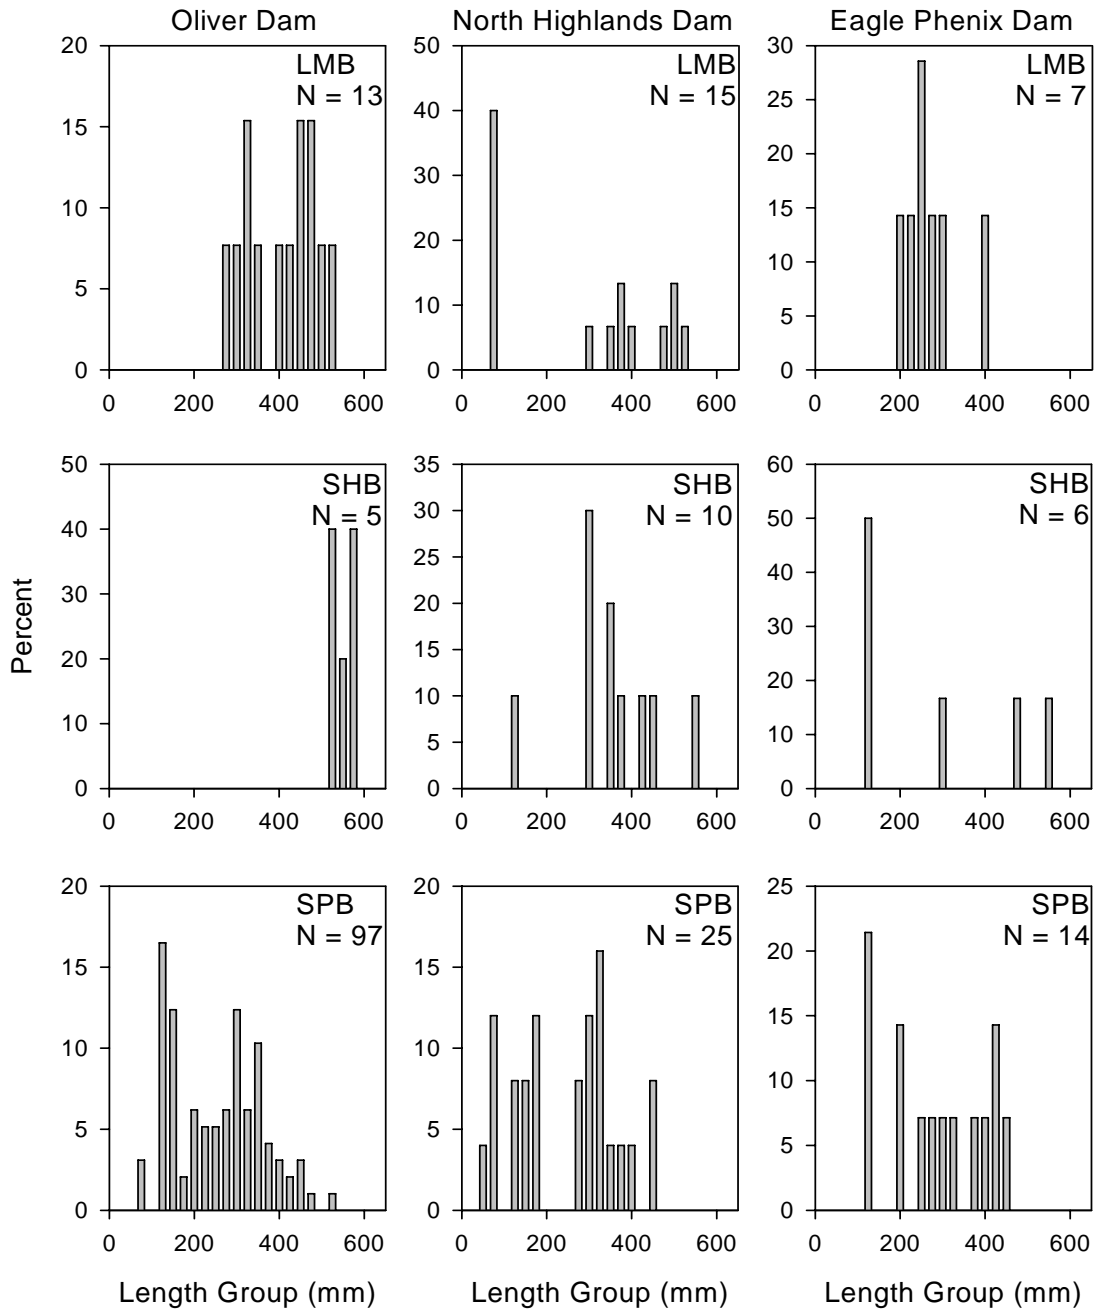 Oliver Dam North Highlands Dam Eagle Phenix Dam
20 50 30
LMB LMB LMB
N = 13 N = 15 N = 7
25
40
15
20
30
10 15
20
10
5
10
5
0 0 0
0 200 400 600 0 200 400 600 0 200 400 600
50 35 60
SHB SHB SHB
N = 5 N = 10 N = 6
30
40 50
25
40
30
20
30
Percent
15
20
20
10
10
5 10
0 0 0
0 200 400 600 0 200 400 600 0 200 400 600
20 20 25
SPB SPB SPB
N = 97 N = 25 N = 14
20
15 15
15
10 10
10
5 5
5
0 0 0
0 200 400 600 0 200 400 600 0 200 400 600
Length Group (mm) Length Group (mm) Length Group (mm)